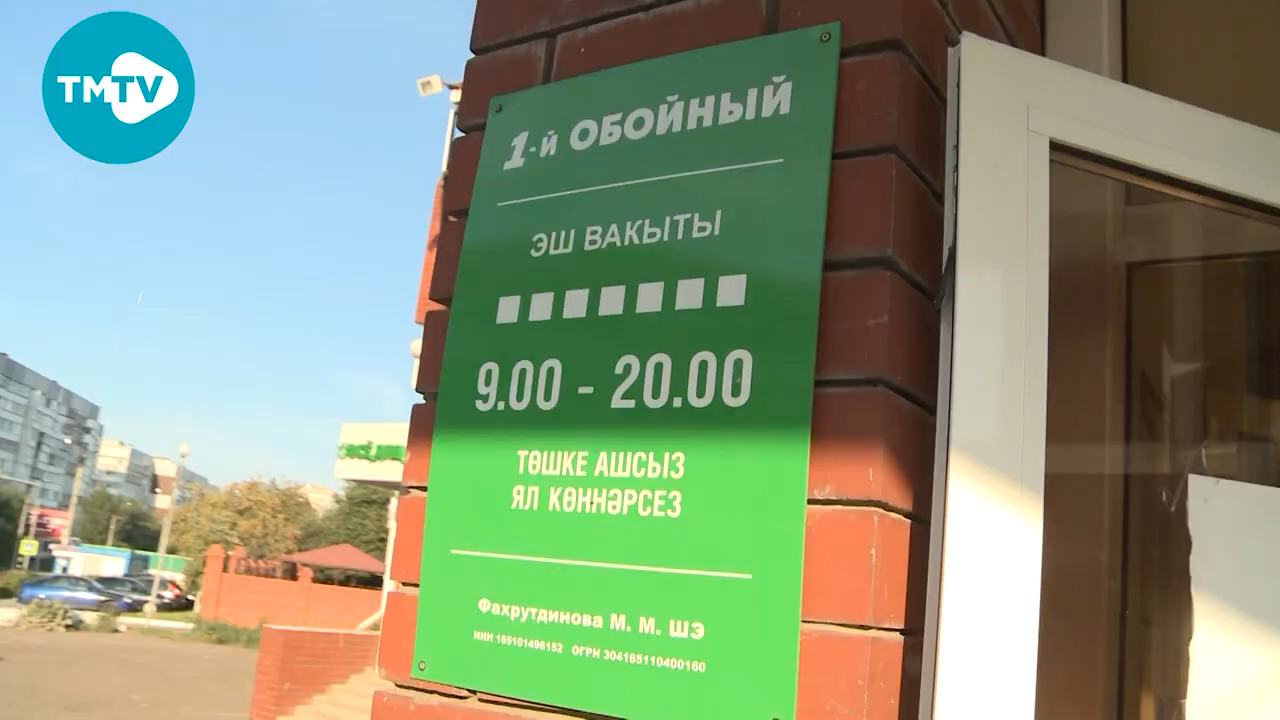 TMTV
1-й ОБОЙНЫЙ
ЭШ ВАКЫТЫ
9.00 - 20.00
ТӨШКЕ АШСЫЗ
ЯЛ КӨННӘРСЕЗ
Фахрутдинова М. М. ШЭ
ИНН 165101496152 ОГРН 304165110400160